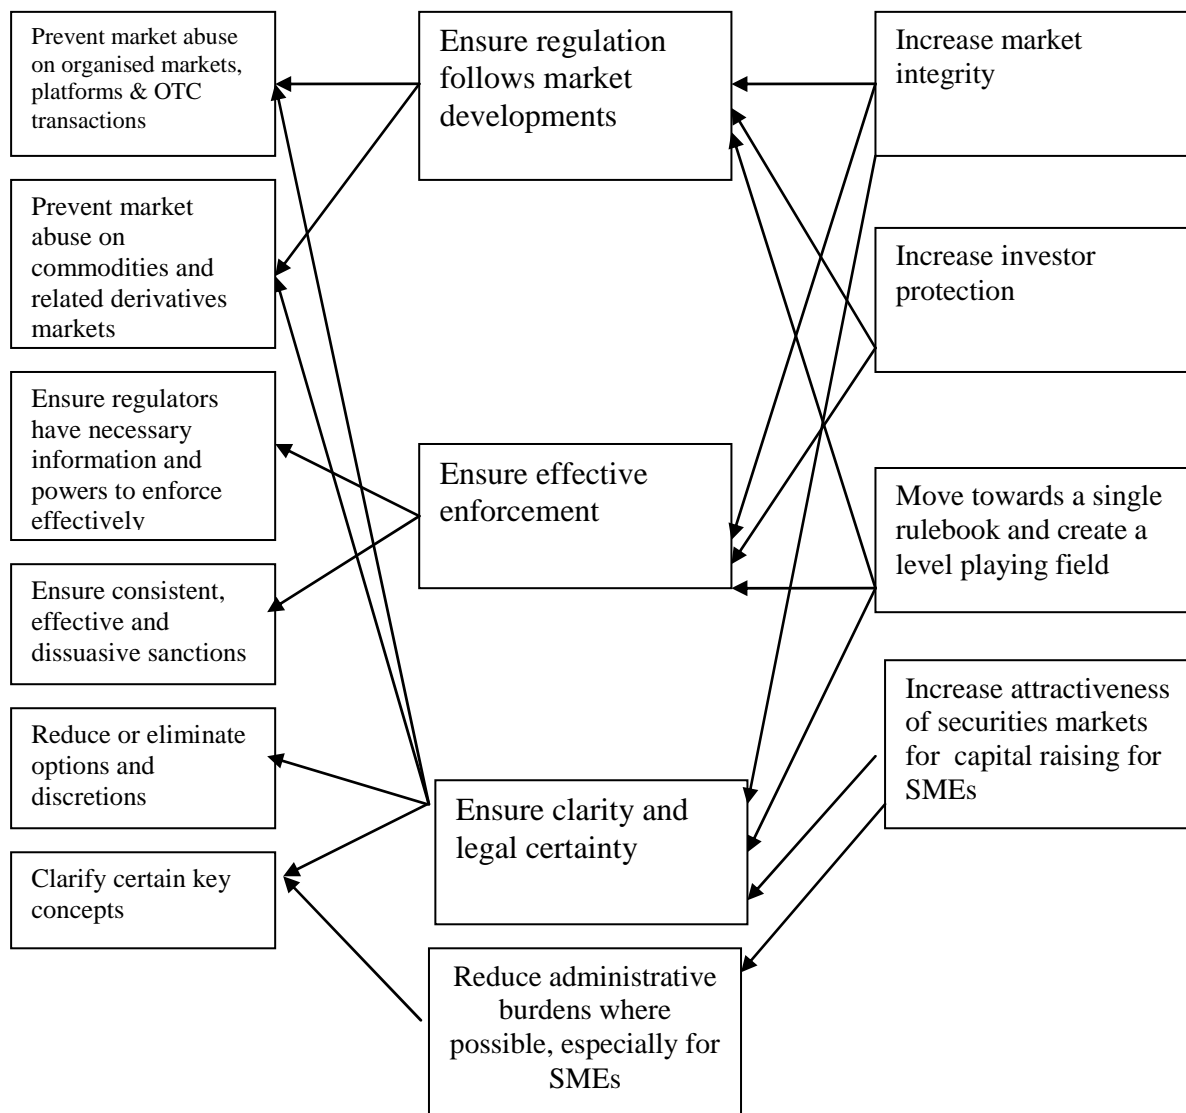 Prevent market abuse
on organised markets,
platforms & OTC
transactions
Prevent market
abuse on
commodities and
related derivatives
markets
Ensure regulators
have necessary
information and
powers to enforce
effectively
Ensure consistent,
effective and
dissuasive sanctions
Reduce or eliminate
options and
discretions
Clarify certain key
concepts
Ensure regulation
follows market
developments
Ensure effective
enforcement
Ensure clarity and
legal certainty
Reduce administrative
burdens where
possible, especially for
SMEs
Increase market
integrity
Increase investor
protection
Move towards a single
rulebook and create a
level playing field
Increase attractiveness
of securities markets
for capital raising for
SMEs